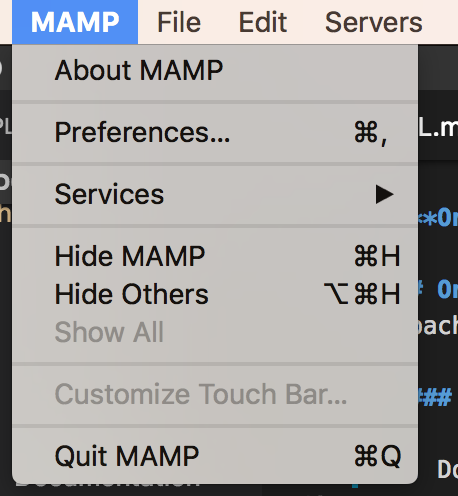 MAMP File Edit Servers
About MAMP
Preferences... ⌘,
Services ▶
Hide MAMP ⌘H
Hide Others ⌥⌘H
Show All
Customize Touch Bar...
Quit MAMP ⌘Q